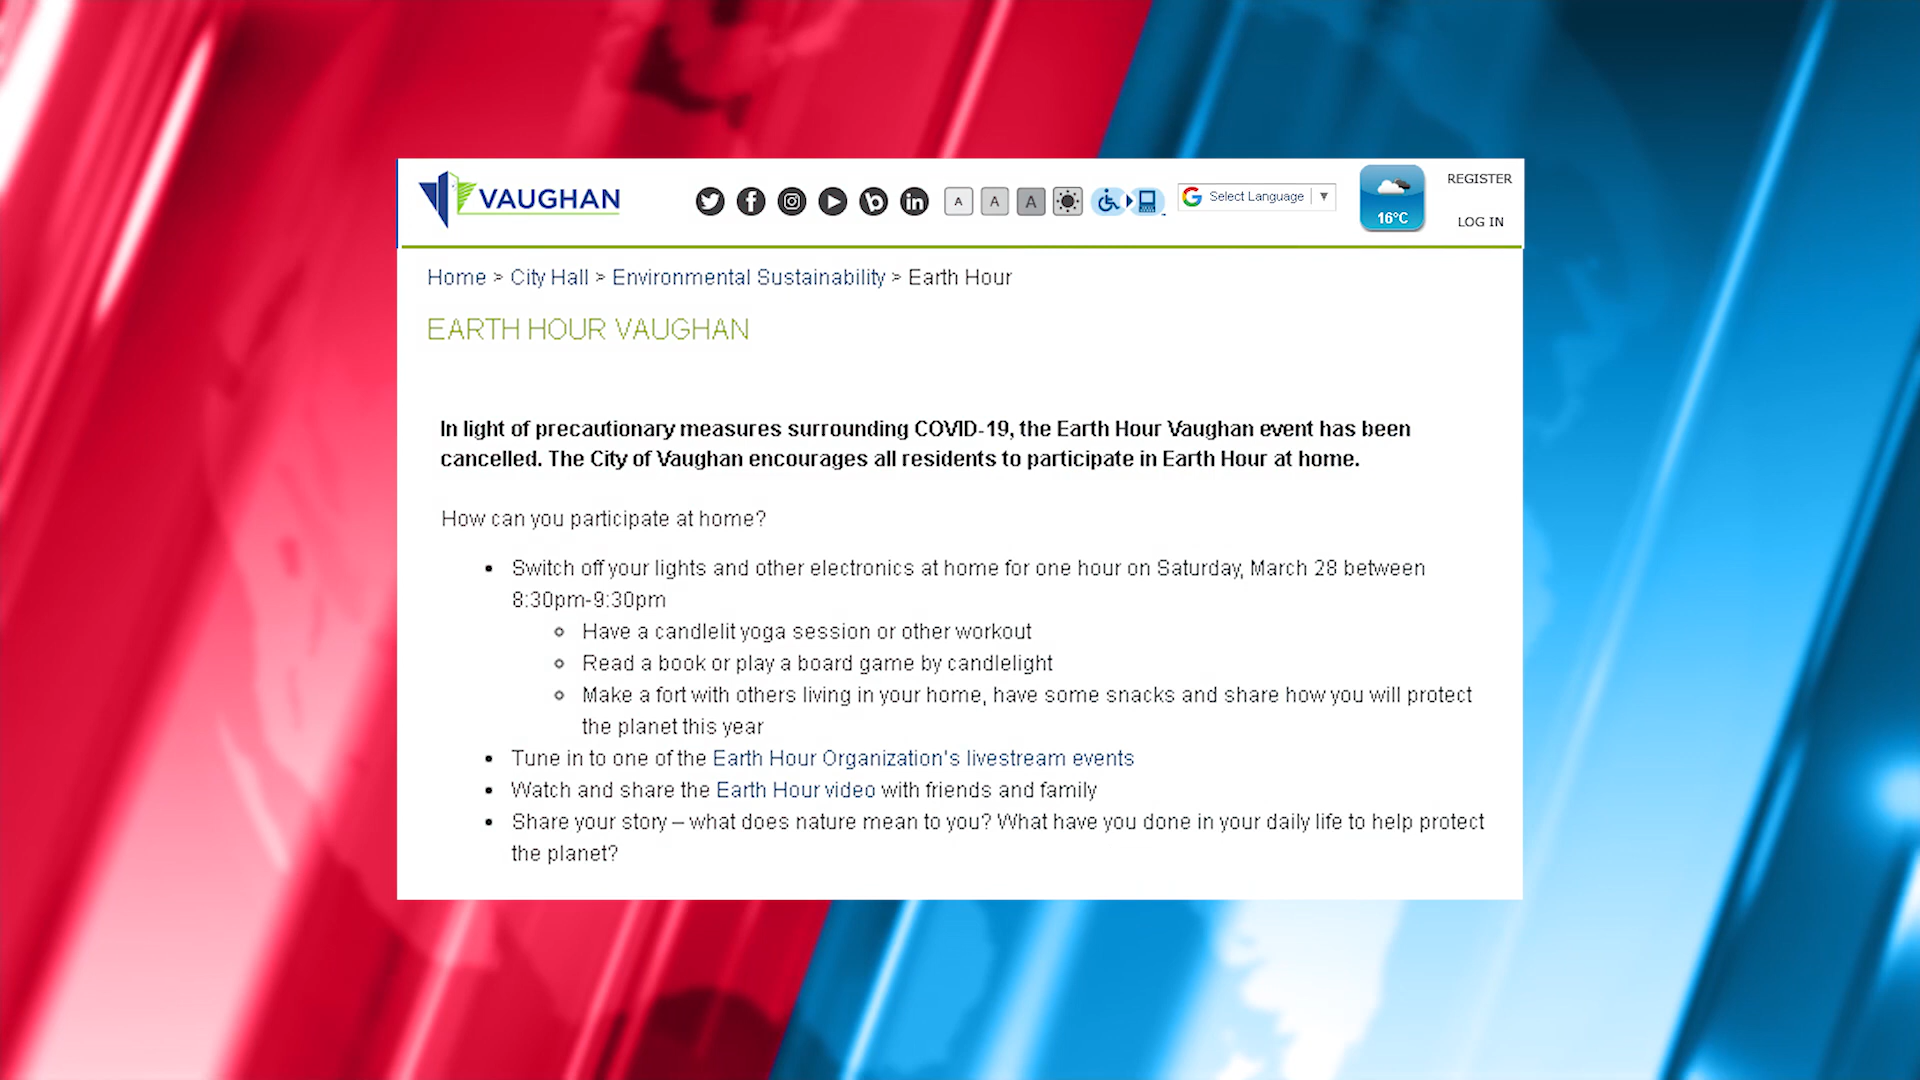 VAUGHAN
A A A
Select Language ▼
16°C
REGISTER
LOG IN
Home > City Hall > Environmental Sustainability > Earth Hour
EARTH HOUR VAUGHAN
In light of precautionary measures surrounding COVID-19, the Earth Hour Vaughan event has been
cancelled. The City of Vaughan encourages all residents to participate in Earth Hour at home.
How can you participate at home?
• Switch off your lights and other electronics at home for one hour on Saturday, March 28 between
8:30pm-9:30pm
○ Have a candlelit yoga session or other workout
○ Read a book or play a board game by candlelight
○ Make a fort with others living in your home, have some snacks and share how you will protect
the planet this year
• Tune in to one of the Earth Hour Organization's livestream events
• Watch and share the Earth Hour video with friends and family
• Share your story – what does nature mean to you? What have you done in your daily life to help protect
the planet?